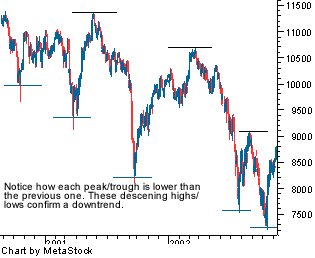 11500
11000
10500
10000
9500
9000
8500
8000
7500
Notice how each peak/trough is lower than
the previous one. These descening highs/
lows confirm a downtrend.
2001
2002
Chart by MetaStock